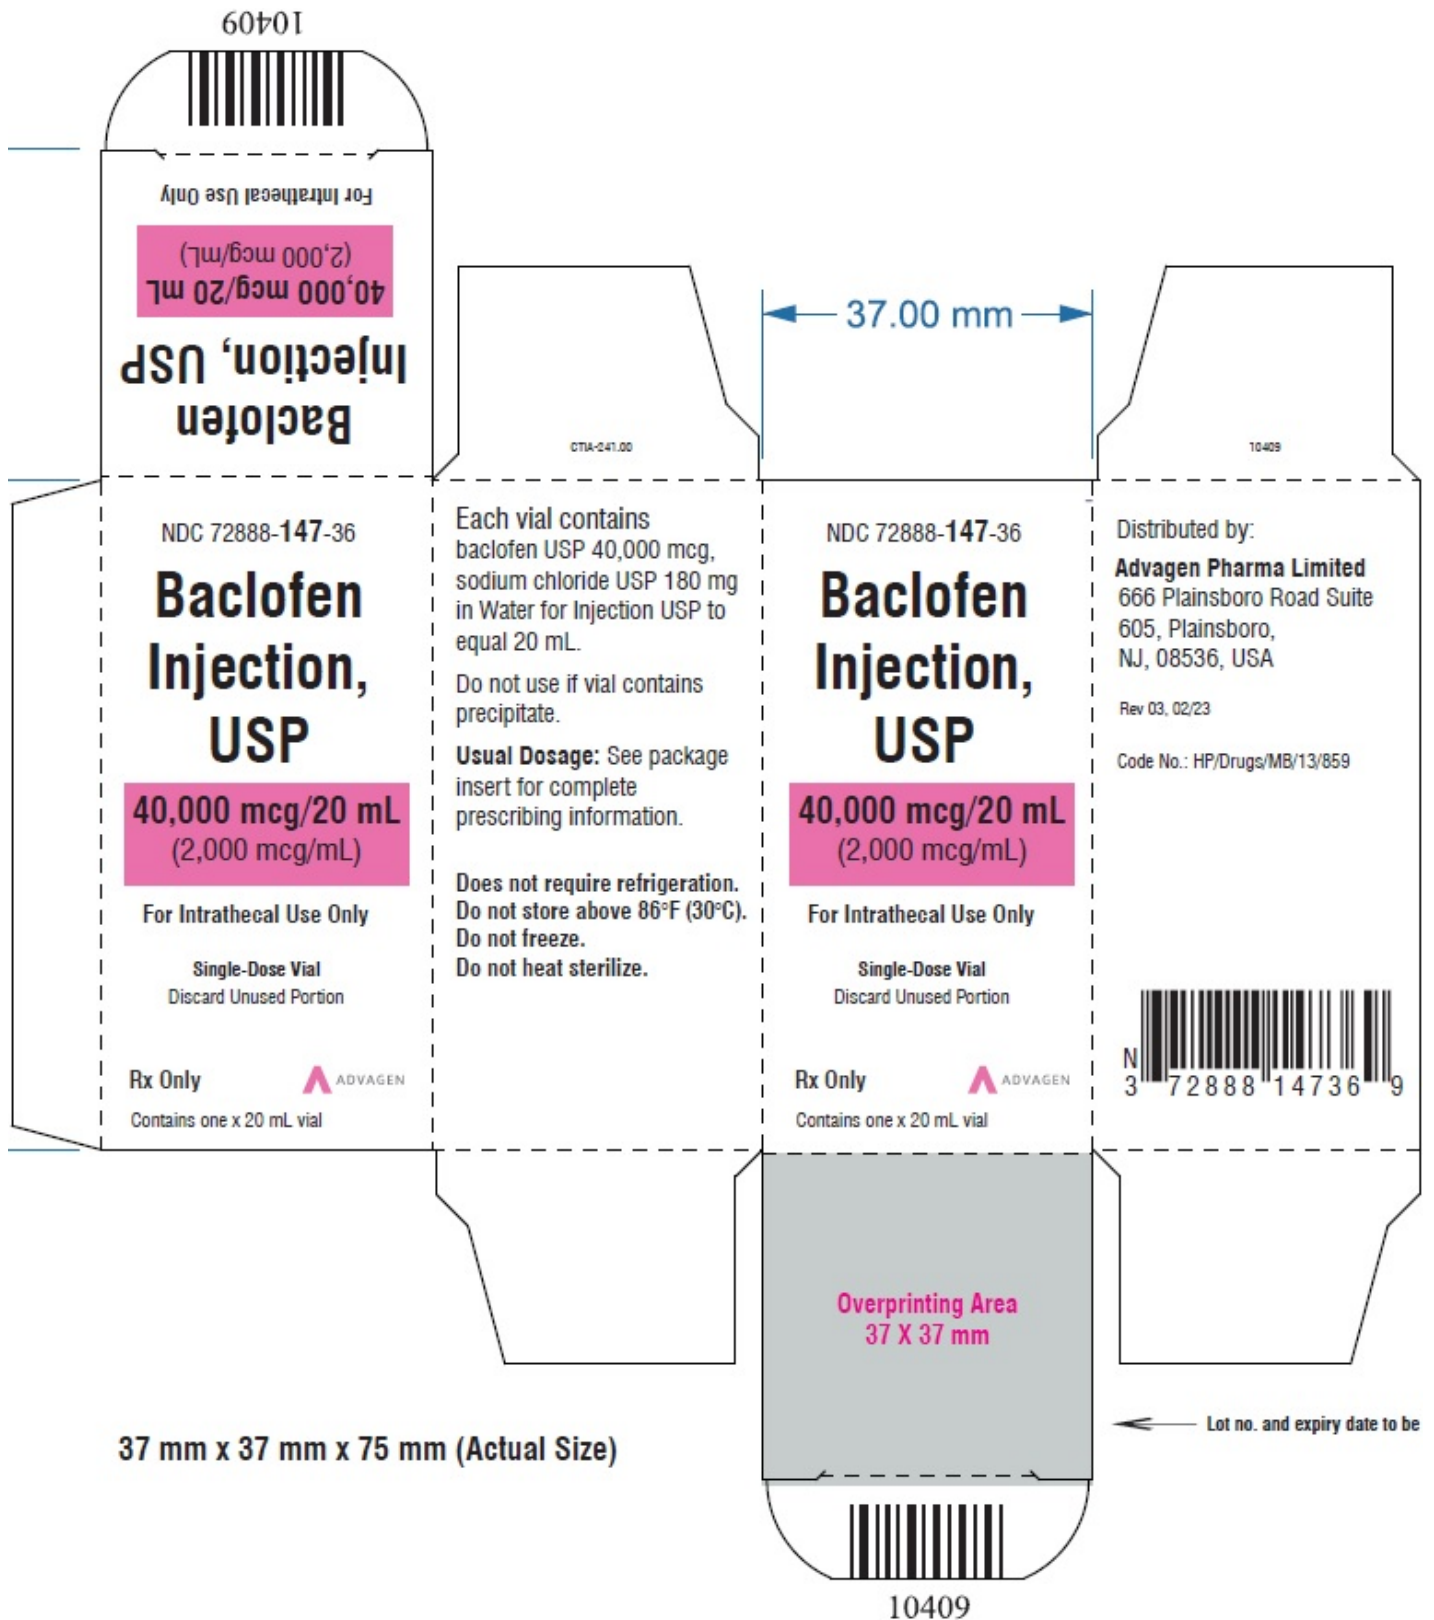 10409
For Intrathecal Use Only
(2,000 mcg/mL)
40,000 mcg/20 mL
Injection, USP
Baclofen
37.00 mm
CTIA-241.00
10409
NDC 72888-147-36
Baclofen
Injection,
USP
40,000 mcg/20 mL
(2,000 mcg/mL)
For Intrathecal Use Only
Single-Dose Vial
Discard Unused Portion
Rx Only
ADVAGEN
Contains one x 20 mL vial
Each vial contains
baclofen USP 40,000 mcg,
sodium chloride USP 180 mg
in Water for Injection USP to
equal 20 mL.
Do not use if vial contains
precipitate.
Usual Dosage: See package
insert for complete
prescribing information.
Does not require refrigeration.
Do not store above 86°F (30°C).
Do not freeze.
Do not heat sterilize.
NDC 72888-147-36
Baclofen
Injection,
USP
40,000 mcg/20 mL
(2,000 mcg/mL)
For Intrathecal Use Only
Single-Dose Vial
Discard Unused Portion
Rx Only
ADVAGEN
Contains one x 20 mL vial
Distributed by:
Advagen Pharma Limited
666 Plainsboro Road Suite
605, Plainsboro,
NJ, 08536, USA
Rev 03, 02/23
Code No.: HP/Drugs/MB/13/859
N
3 72888 14736 9
Overprinting Area
37 X 37 mm
Lot no. and expiry date to be
37 mm x 37 mm x 75 mm (Actual Size)
10409